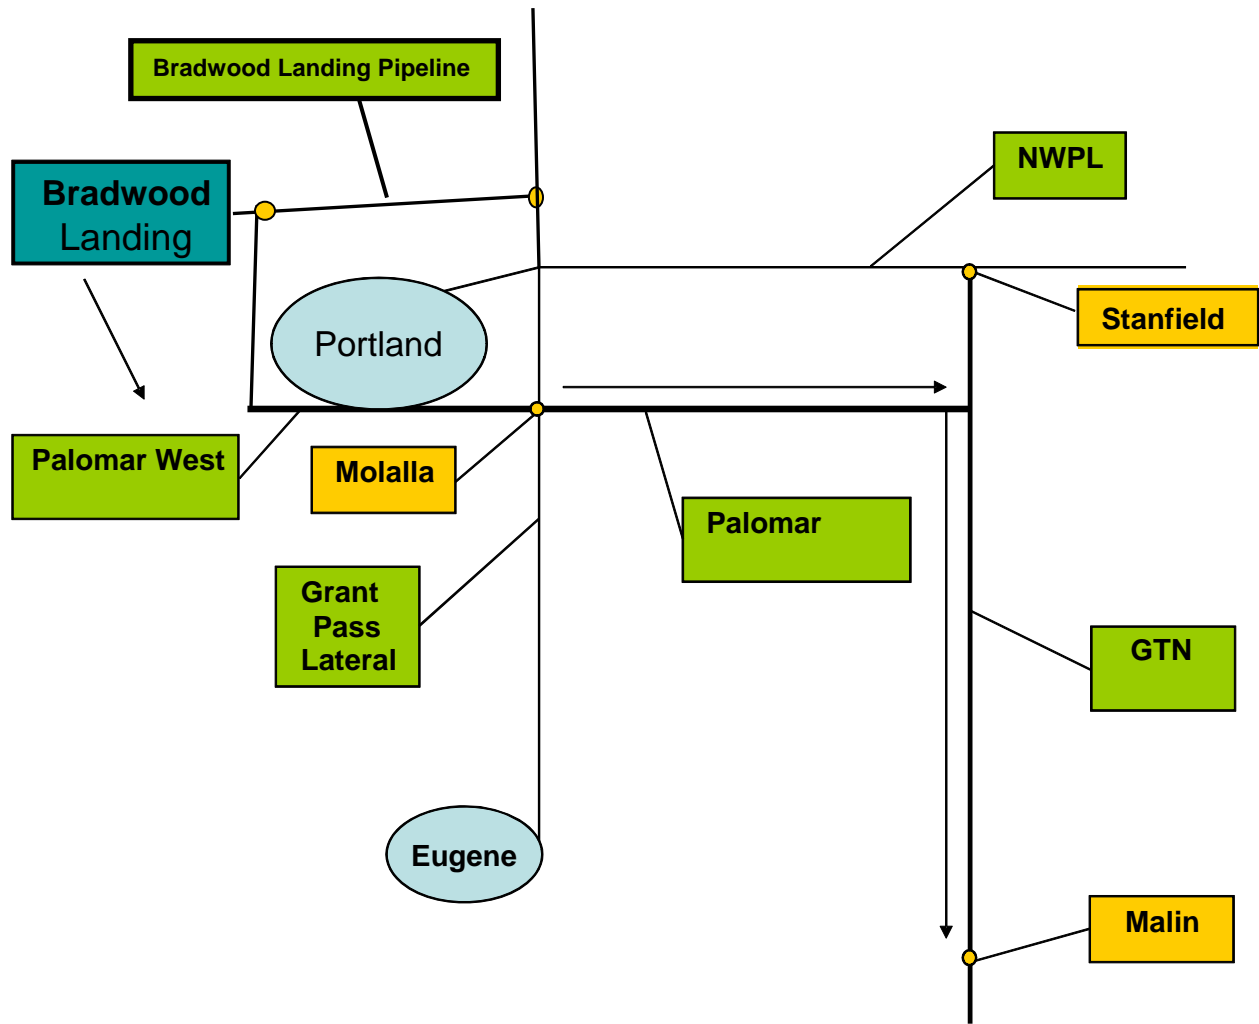 Bradwood Landing Pipeline
NWPL
Bradwood
Landing
Stanfield
Portland
Palomar West
Molalla
Palomar
Grant
Pass
Lateral
GTN
Eugene
Malin